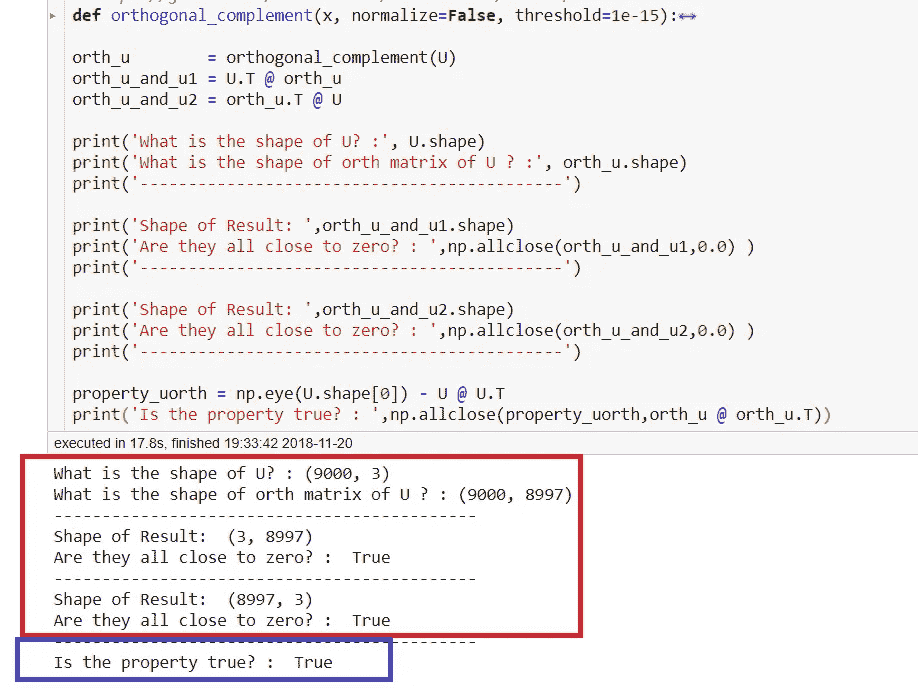 def orthogonal_complement(x, normalize=False, threshold=1e-15):↔
orth_u        = orthogonal_complement(U)
orth_u_and_u1 = U.T @ orth_u
orth_u_and_u2 = orth_u.T @ U
print('What is the shape of U? :', U.shape)
print('What is the shape of orth matrix of U ? :', orth_u.shape)
print('--------------------------------------------')
print('Shape of Result: ',orth_u_and_u1.shape)
print('Are they all close to zero? : ',np.allclose(orth_u_and_u1,0.0) )
print('--------------------------------------------')
print('Shape of Result: ',orth_u_and_u2.shape)
print('Are they all close to zero? : ',np.allclose(orth_u_and_u2,0.0) )
print('--------------------------------------------')
property_uorth = np.eye(U.shape[0]) - U @ U.T
print('Is the property true? : ',np.allclose(property_uorth,orth_u @ orth_u.T))
executed in 17.8s, finished 19:33:42 2018-11-20
What is the shape of U? : (9000, 3)
What is the shape of orth matrix of U ? : (9000, 8997)
--------------------------------------------
Shape of Result:  (3, 8997)
Are they all close to zero? :  True
--------------------------------------------
Shape of Result:  (8997, 3)
Are they all close to zero? :  True
--------------------------------------------
Is the property true? :  True